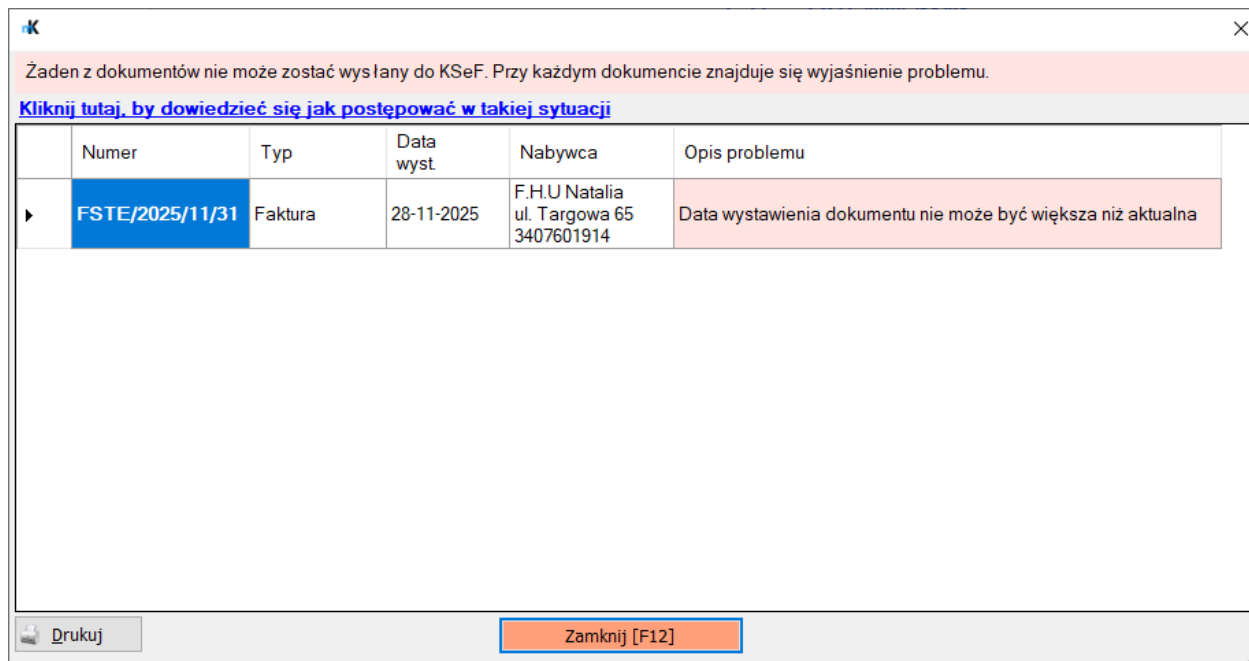 nK
Żaden z dokumentów nie może zostać wysłany do KSeF. Przy każdym dokumencie znajduje się wyjaśnienie problemu.
Kliknij tutaj, by dowiedzieć się jak postępować w takiej sytuacji
Numer Typ Data wyst. Nabywca Opis problemu
FSTE/2025/11/31 Faktura 28-11-2025 F.H.U Natalia
ul. Targowa 65
3407601914 Data wystawienia dokumentu nie może być większa niż aktualna
Drukuj Zamknij [F12]